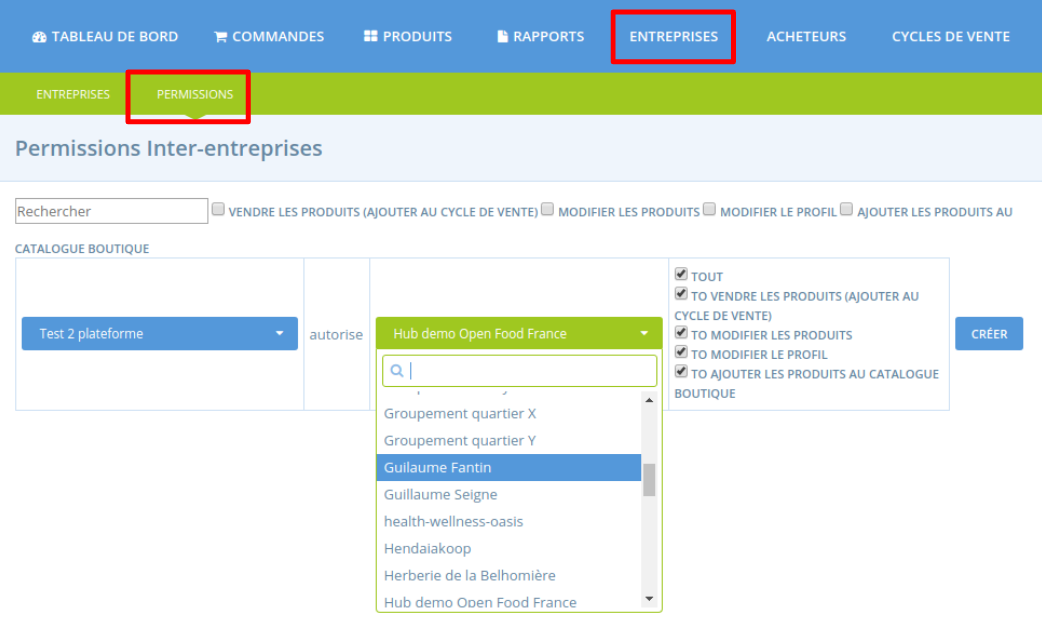 TABLEAU DE BORD COMMANDES PRODUITS RAPPORTS ENTREPRISES ACHETEURS CYCLES DE VENTE
ENTREPRISES PERMISSIONS
Permissions Inter-entreprises
Rechercher VENDRE LES PRODUITS (AJOUTER AU CYCLE DE VENTE) MODIFIER LES PRODUITS MODIFIER LE PROFIL AJOUTER LES PRODUITS AU
CATALOGUE BOUTIQUE
Test 2 plateforme autorise Hub demo Open Food France
TOUT
TO VENDRE LES PRODUITS (AJOUTER AU
CYCLE DE VENTE)
TO MODIFIER LES PRODUITS
TO MODIFIER LE PROFIL
TO AJOUTER LES PRODUITS AU CATALOGUE
BOUTIQUE
CRÉER
Groupement quartier X
Groupement quartier Y
Guilaume Fantin
Guillaume Seigne
health-wellness-oasis
Hendaiakoop
Herberie de la Belhomière
Hub demo Open Food France